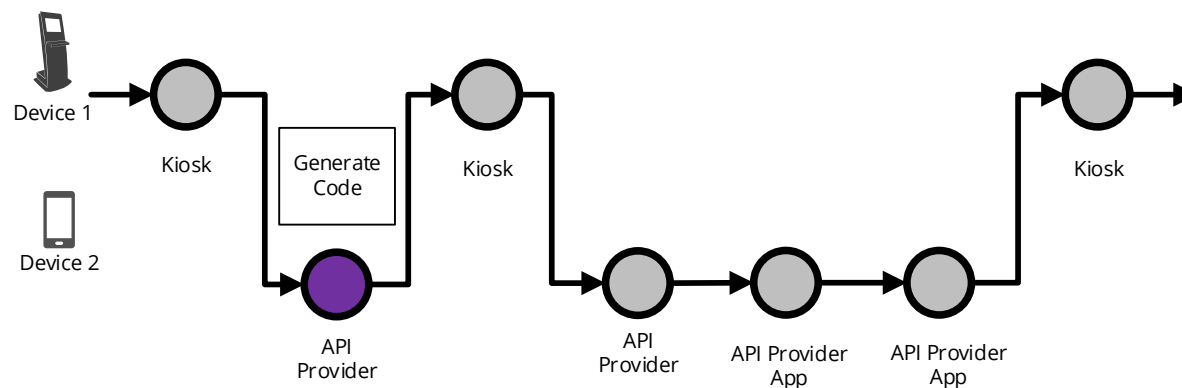 Device 1
Kiosk
Generate
Code
Kiosk
Kiosk
Device 2
API
Provider
API
Provider
API Provider
App
API Provider
App